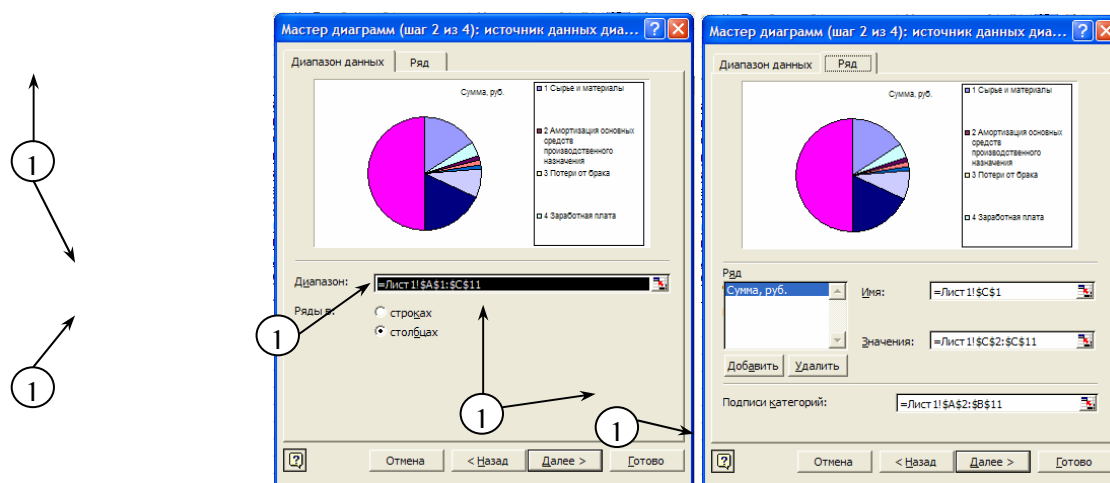 Мастер диаграмм (шаг 2 из 4): источник данных диа...
Диапазон данных
Ряд
Сумма, руб.
1 Сырье и материалы
2 Амортизация основных
средств
производственного
назначения
3 Потери от брака
4 Заработная плата
Диапазон:
=Лист1!$A$1:$C$11
Ряды в:
строках
столбцах
Отмена
< Назад
Далее >
Готово
Мастер диаграмм (шаг 2 из 4): источник данных диа...
Диапазон данных
Ряд
Сумма, руб.
1 Сырье и материалы
2 Амортизация основных
средств
производственного
назначения
3 Потери от брака
4 Заработная плата
Ряд
Сумма, руб.
Имя:
=Лист1!$C$1
Значения:
=Лист1!$C$2:$C$11
Добавить
Удалить
Подписи категорий:
=Лист1!$A$2:$B$11
Отмена
< Назад
Далее >
Готово
1
1
1
1
1